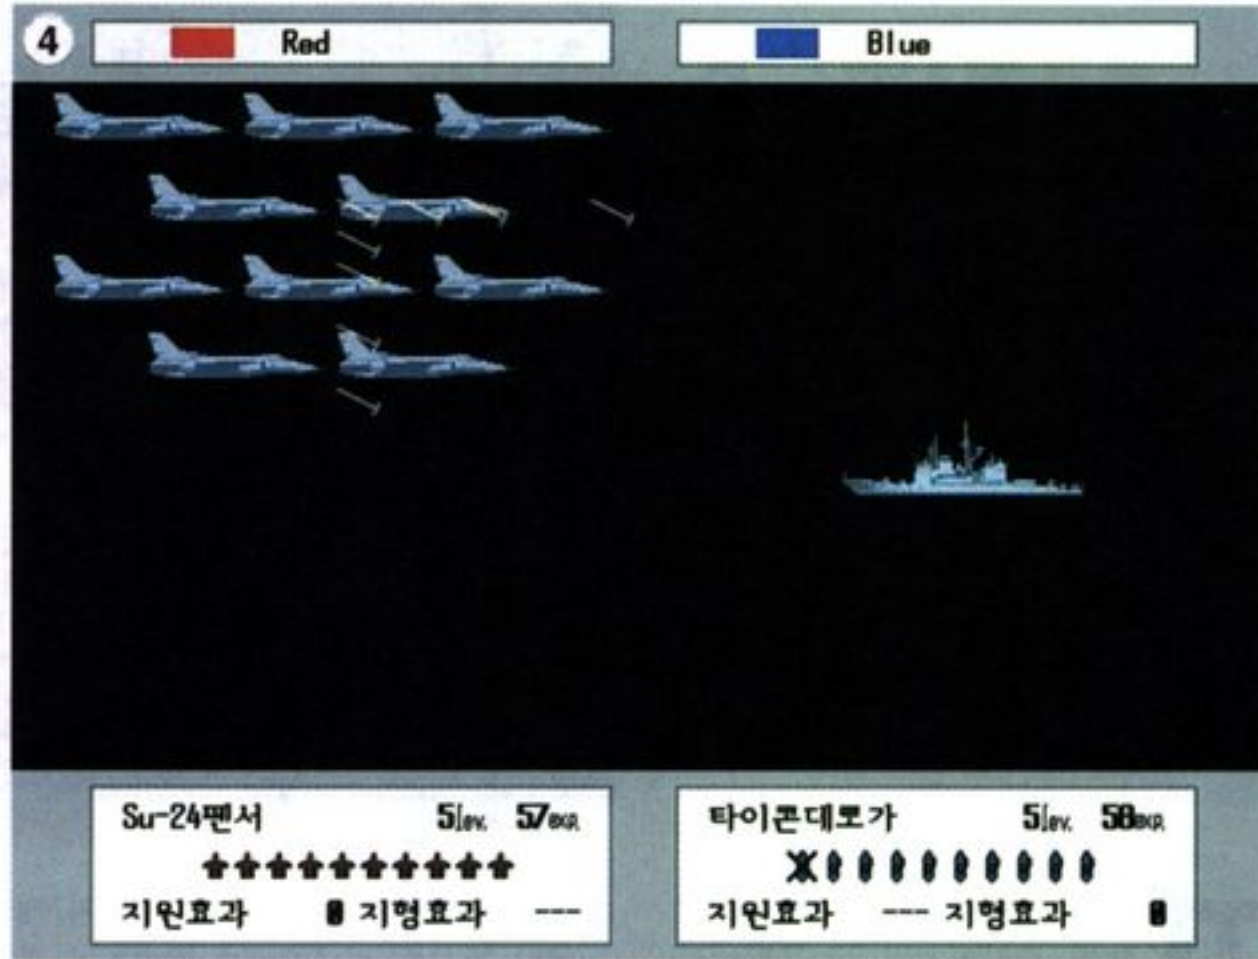 4
Red
Blue
Su-24펜서 5lev. 57exp.
지원효과 0 지형효과 ---
타이콘대로가 5lev. 58exp.
지원효과 --- 지형효과 0